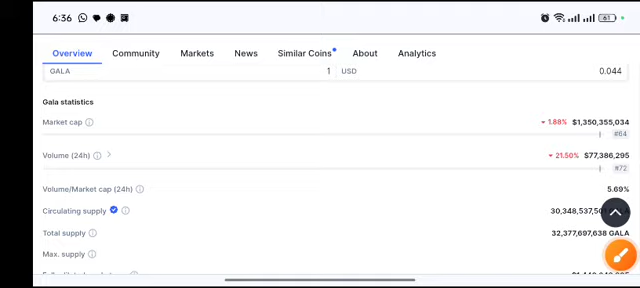 6:36 61
Overview Community Markets News Similar Coins About Analytics
GALA 1 USD 0.044
Gala statistics
Market cap 1.88% $1,350,355,034
#64
Volume (24h) 21.50% $77,386,295
#72
Volume/Market cap (24h) 5.69%
Circulating supply
Total supply 32,377,697,638 GALA
Max. supply